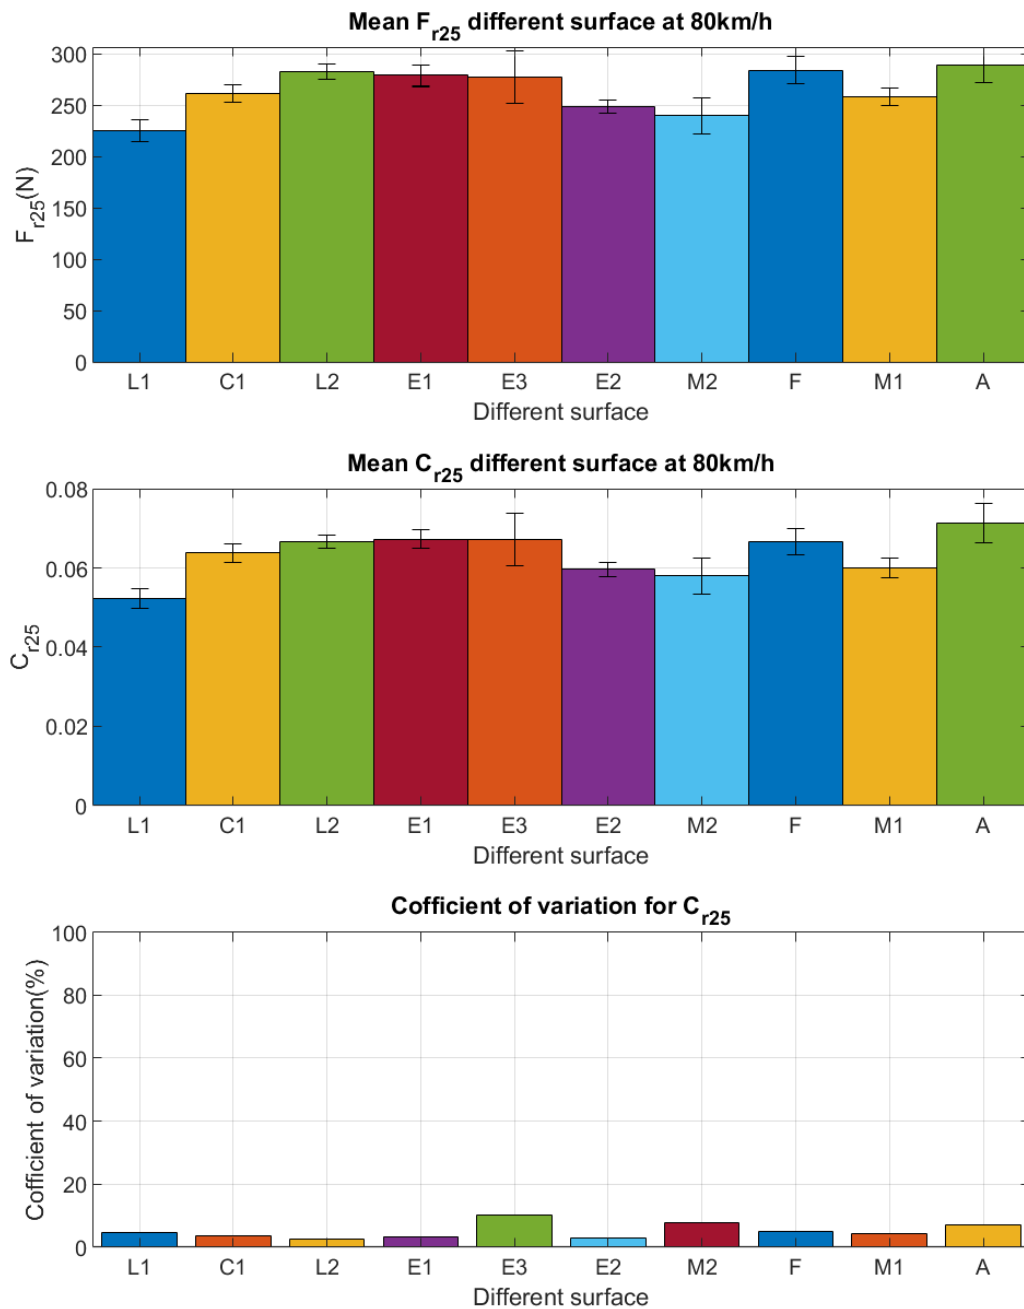 Mean F_r25 different surface at 80km/h
300
250
200
150
100
50
0
F_r25(N)
L1 C1 L2 E1 E3 E2 M2 F M1 A
Different surface
Mean C_r25 different surface at 80km/h
0.08
0.06
0.04
0.02
0
C_r25
L1 C1 L2 E1 E3 E2 M2 F M1 A
Different surface
Cofficient of variation for C_r25
100
80
60
40
20
0
Cofficient of variation(%)
L1 C1 L2 E1 E3 E2 M2 F M1 A
Different surface